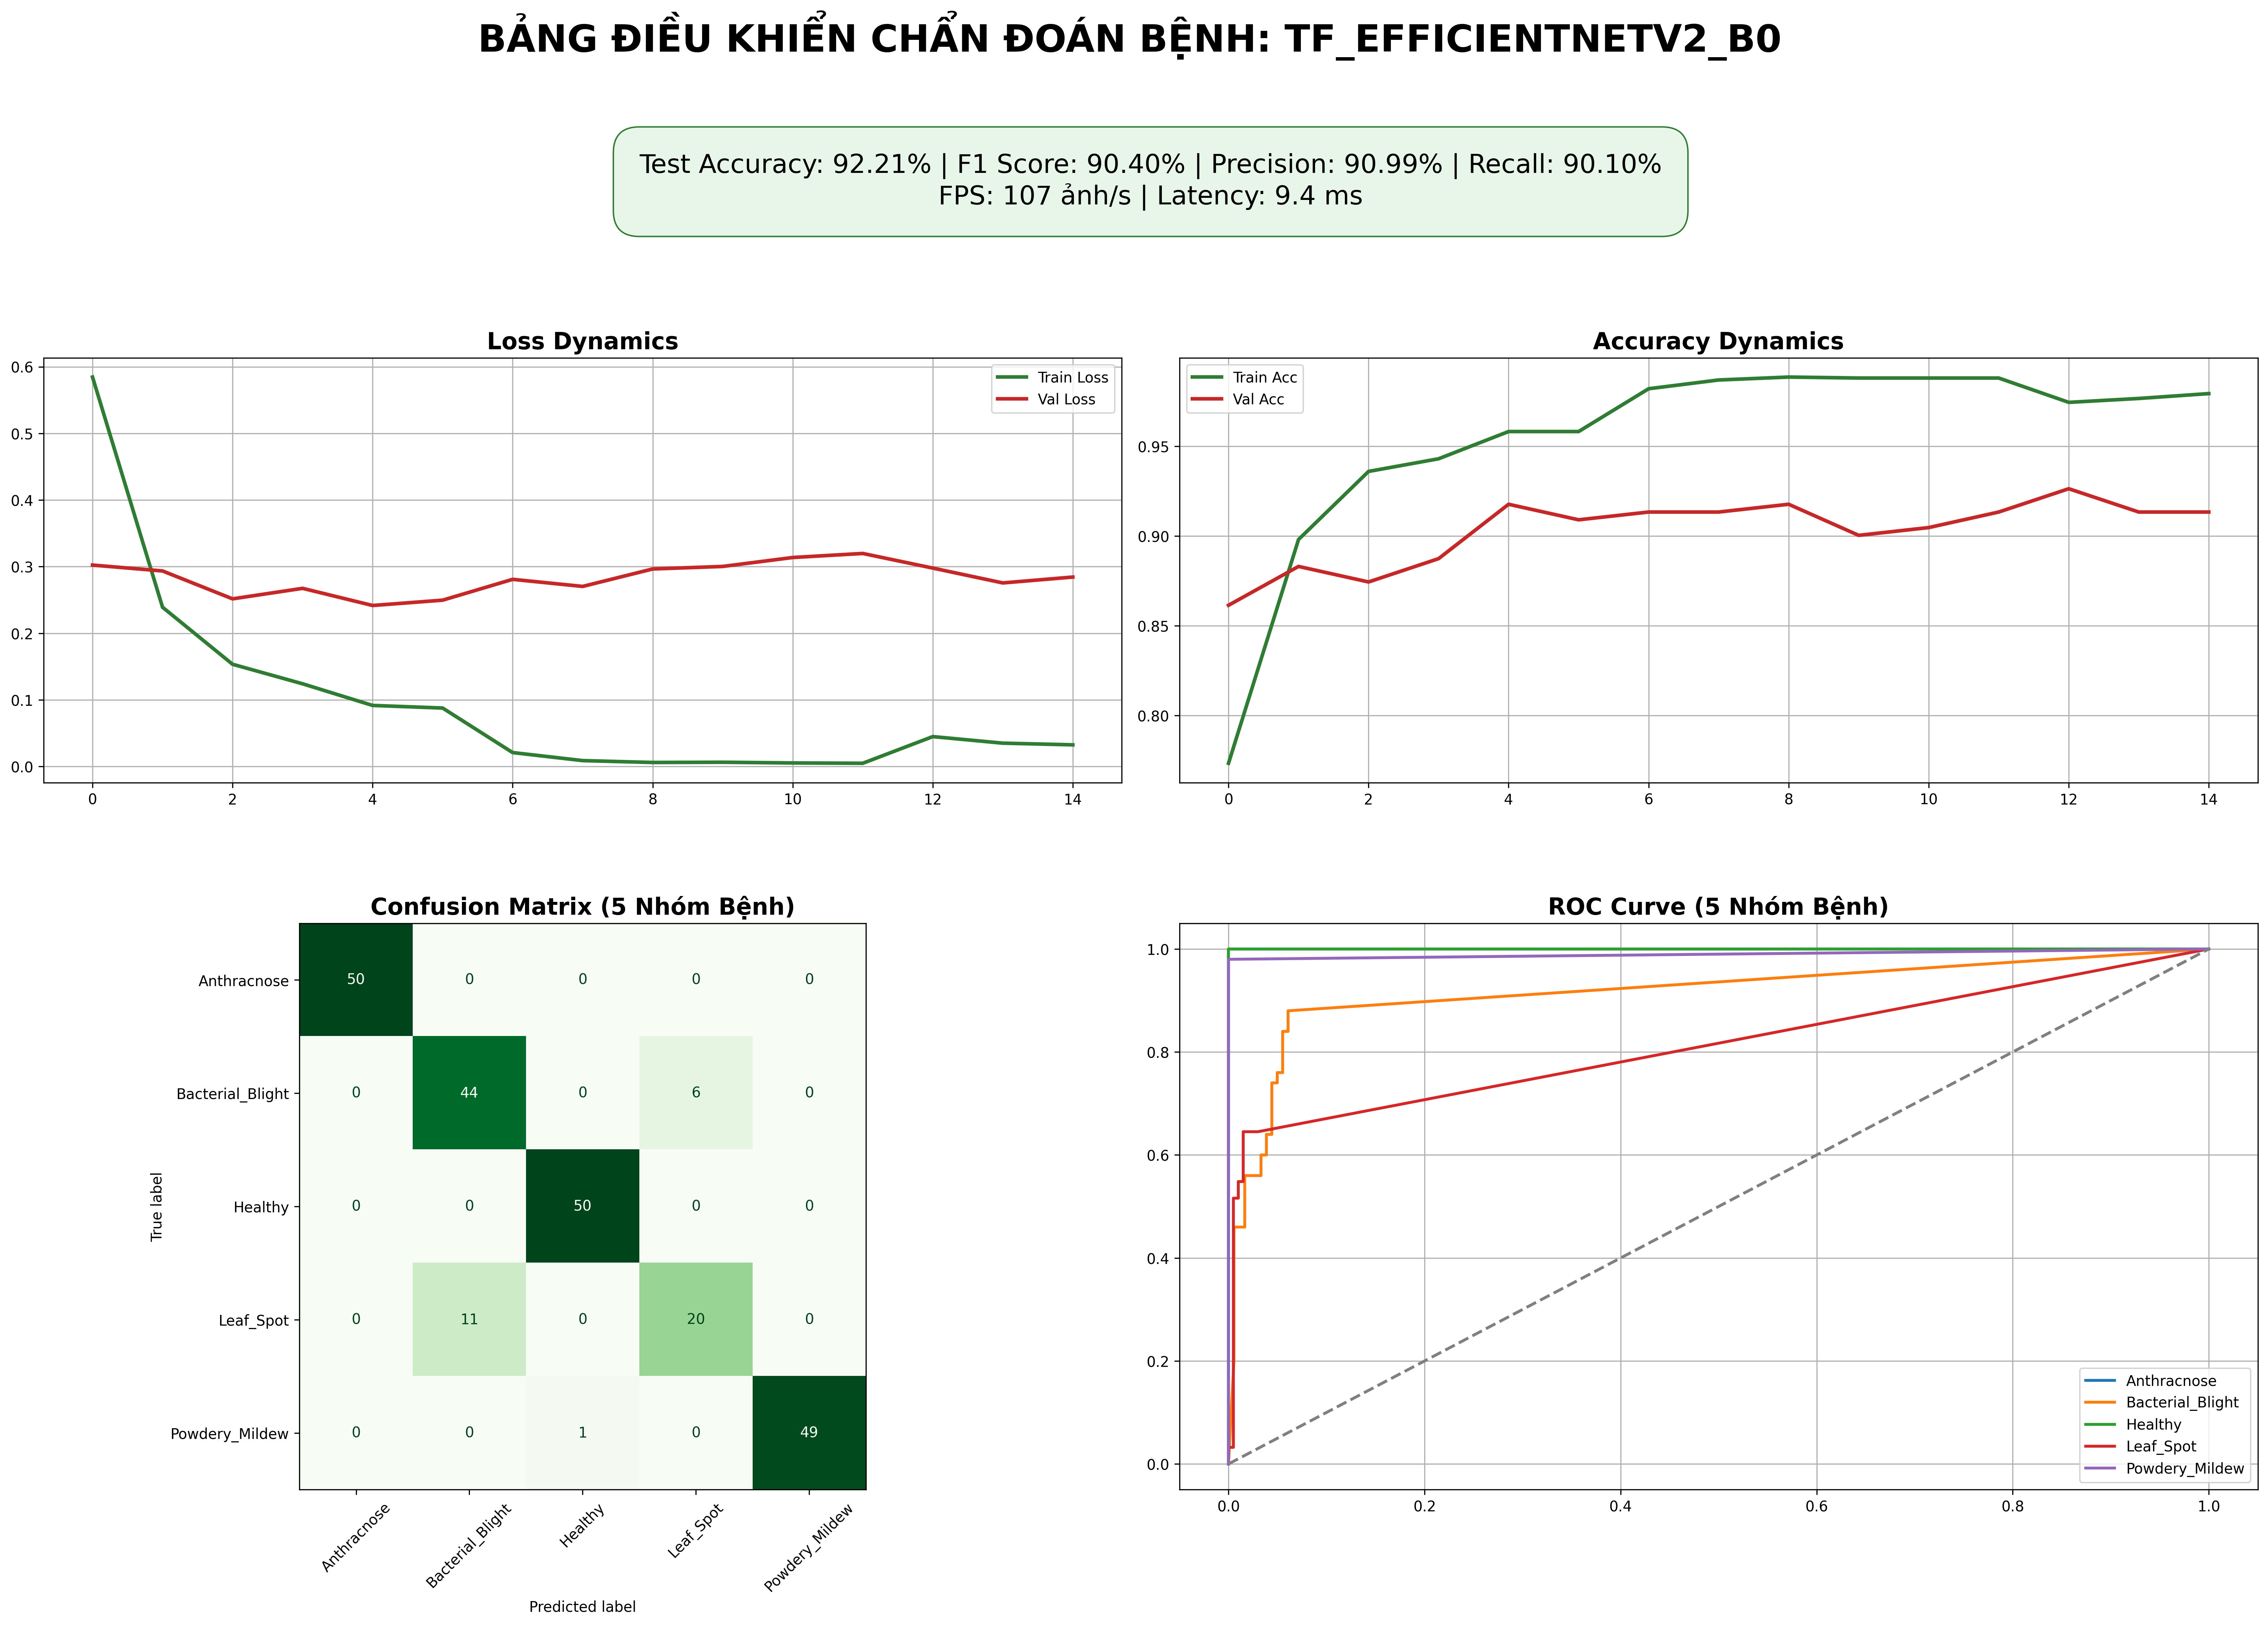 BẢNG ĐIỀU KHIỂN CHẨN ĐOÁN BỆNH: TF_EFFICIENTNETV2_B0
Test Accuracy: 92.21% | F1 Score: 90.40% | Precision: 90.99% | Recall: 90.10%
FPS: 107 ảnh/s | Latency: 9.4 ms
Loss Dynamics
Train Loss
Val Loss
0.6
0.5
0.4
0.3
0.2
0.1
0.0
0 2 4 6 8 10 12 14
Accuracy Dynamics
Train Acc
Val Acc
0.95
0.90
0.85
0.80
0 2 4 6 8 10 12 14
Confusion Matrix (5 Nhóm Bệnh)
True label
Anthracnose 50 0 0 0 0
Bacterial_Blight 0 44 0 6 0
Healthy 0 0 50 0 0
Leaf_Spot 0 11 0 20 0
Powdery_Mildew 0 0 1 0 49
Anthracnose Bacterial_Blight Healthy Leaf_Spot Powdery_Mildew
Predicted label
ROC Curve (5 Nhóm Bệnh)
1.0
0.8
0.6
0.4
0.2
0.0
Anthracnose
Bacterial_Blight
Healthy
Leaf_Spot
Powdery_Mildew
0.0 0.2 0.4 0.6 0.8 1.0